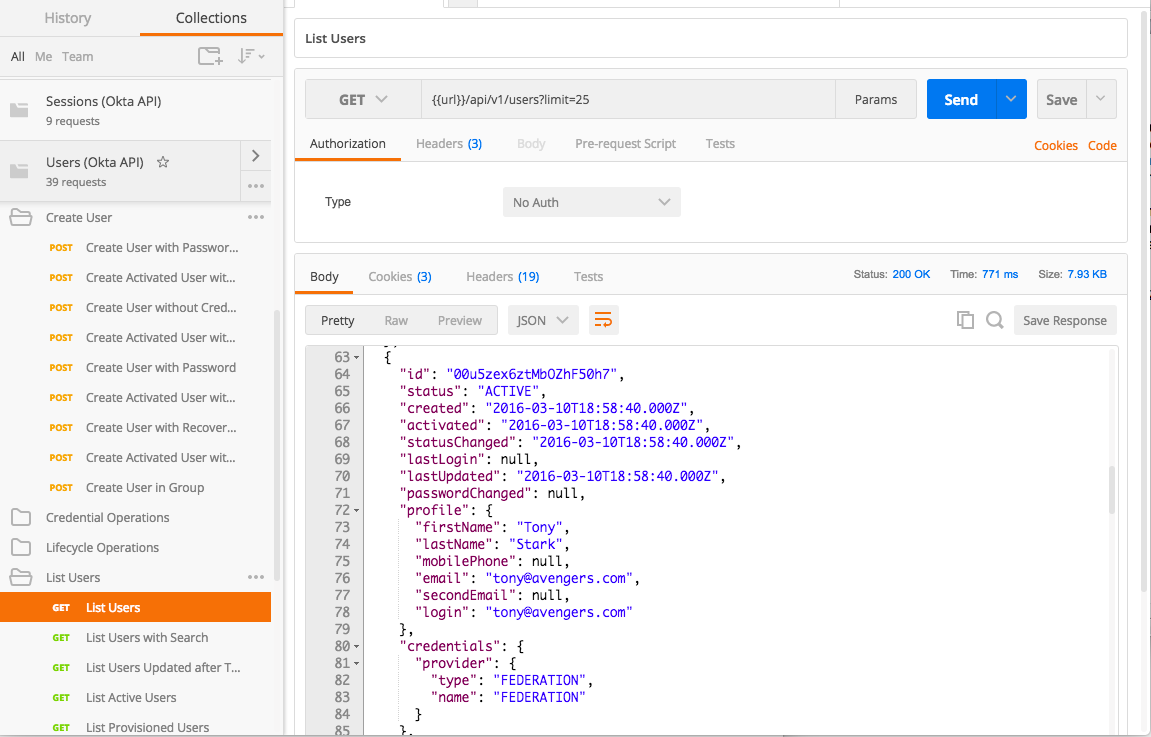 History Collections
All Me Team
Sessions (Okta API)
9 requests
Users (Okta API)
39 requests
Create User
POST Create User with Passwor...
POST Create Activated User wit...
POST Create User without Cred...
POST Create Activated User wit...
POST Create User with Password
POST Create Activated User wit...
POST Create User with Recover...
POST Create Activated User wit...
POST Create User in Group
Credential Operations
Lifecycle Operations
List Users
GET List Users
GET List Users with Search
GET List Users Updated after T...
GET List Active Users
GET List Provisioned Users
List Users
GET {{url}}/api/v1/users?limit=25 Params Send Save
Authorization Headers (3) Body Pre-request Script Tests Cookies Code
Type No Auth
Body Cookies (3) Headers (19) Tests Status: 200 OK Time: 771 ms Size: 7.93 KB
Pretty Raw Preview JSON Save Response
63 {
64 "id": "00u5zex6ztMbOZhF50h7",
65 "status": "ACTIVE",
66 "created": "2016-03-10T18:58:40.000Z",
67 "activated": "2016-03-10T18:58:40.000Z",
68 "statusChanged": "2016-03-10T18:58:40.000Z",
69 "lastLogin": null,
70 "lastUpdated": "2016-03-10T18:58:40.000Z",
71 "passwordChanged": null,
72 "profile": {
73 "firstName": "Tony",
74 "lastName": "Stark",
75 "mobilePhone": null,
76 "email": "tony@avengers.com",
77 "secondEmail": null,
78 "login": "tony@avengers.com"
79 },
80 "credentials": {
81 "provider": {
82 "type": "FEDERATION",
83 "name": "FEDERATION"
84 }
85 },